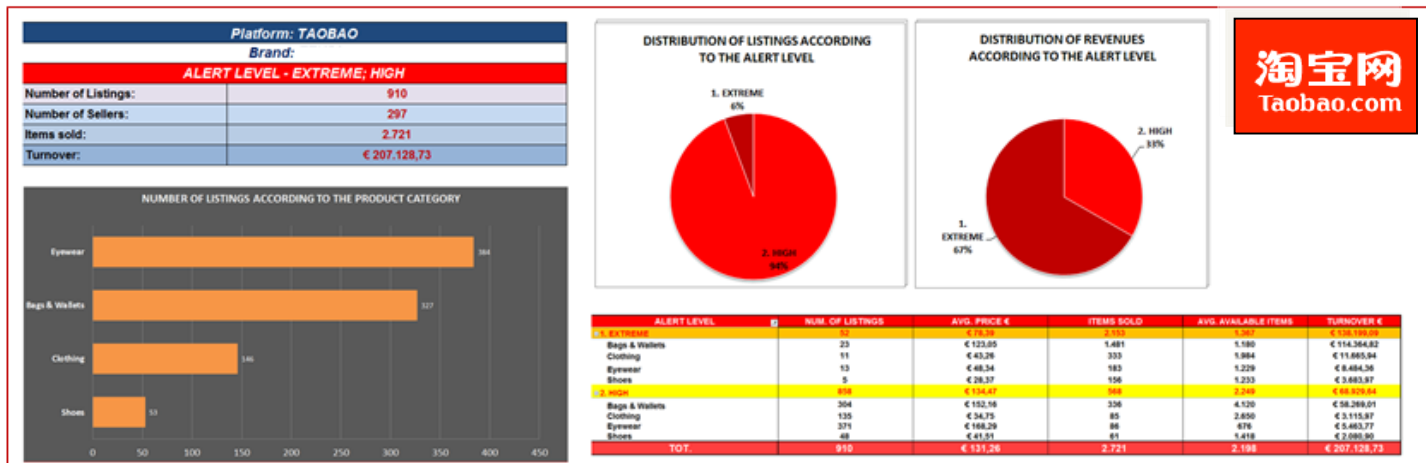 Platform: TAOBAO
Brand:
ALERT LEVEL - EXTREME; HIGH
Number of Listings: 910
Number of Sellers: 297
Items sold: 2.721
Turnover: € 207.128,73
NUMBER OF LISTINGS ACCORDING TO THE PRODUCT CATEGORY
Eyewear 384
Bags & Wallets 327
Clothing 146
Shoes 53
0 50 100 150 200 250 300 350 400 450
DISTRIBUTION OF LISTINGS ACCORDING
TO THE ALERT LEVEL
1. EXTREME
6%
2. HIGH
94%
DISTRIBUTION OF REVENUES
ACCORDING TO THE ALERT LEVEL
2. HIGH
33%
1.
EXTREME
67%
淘宝网
Taobao.com
ALERT LEVEL NUM. OF LISTINGS AVG. PRICE € ITEMS SOLD AVG. AVAILABLE ITEMS TURNOVER €
1. EXTREME 52 € 78,39 2.153 1.367 € 138.199,09
Bags & Wallets 23 € 123,05 1.481 1.180 € 114.364,82
Clothing 11 € 43,26 333 1.984 € 11.665,94
Eyewear 13 € 48,34 183 1.229 € 8.484,36
Shoes 5 € 28,37 156 1.233 € 3.683,97
2. HIGH 858 € 134,47 568 2.249 € 68.929,64
Bags & Wallets 304 € 152,16 336 4.120 € 58.269,01
Clothing 135 € 34,75 85 2.650 € 3.115,97
Eyewear 371 € 168,29 86 676 € 5.463,77
Shoes 48 € 41,51 61 1.418 € 2.080,90
TOT. 910 € 131,26 2.721 2.198 € 207.128,73